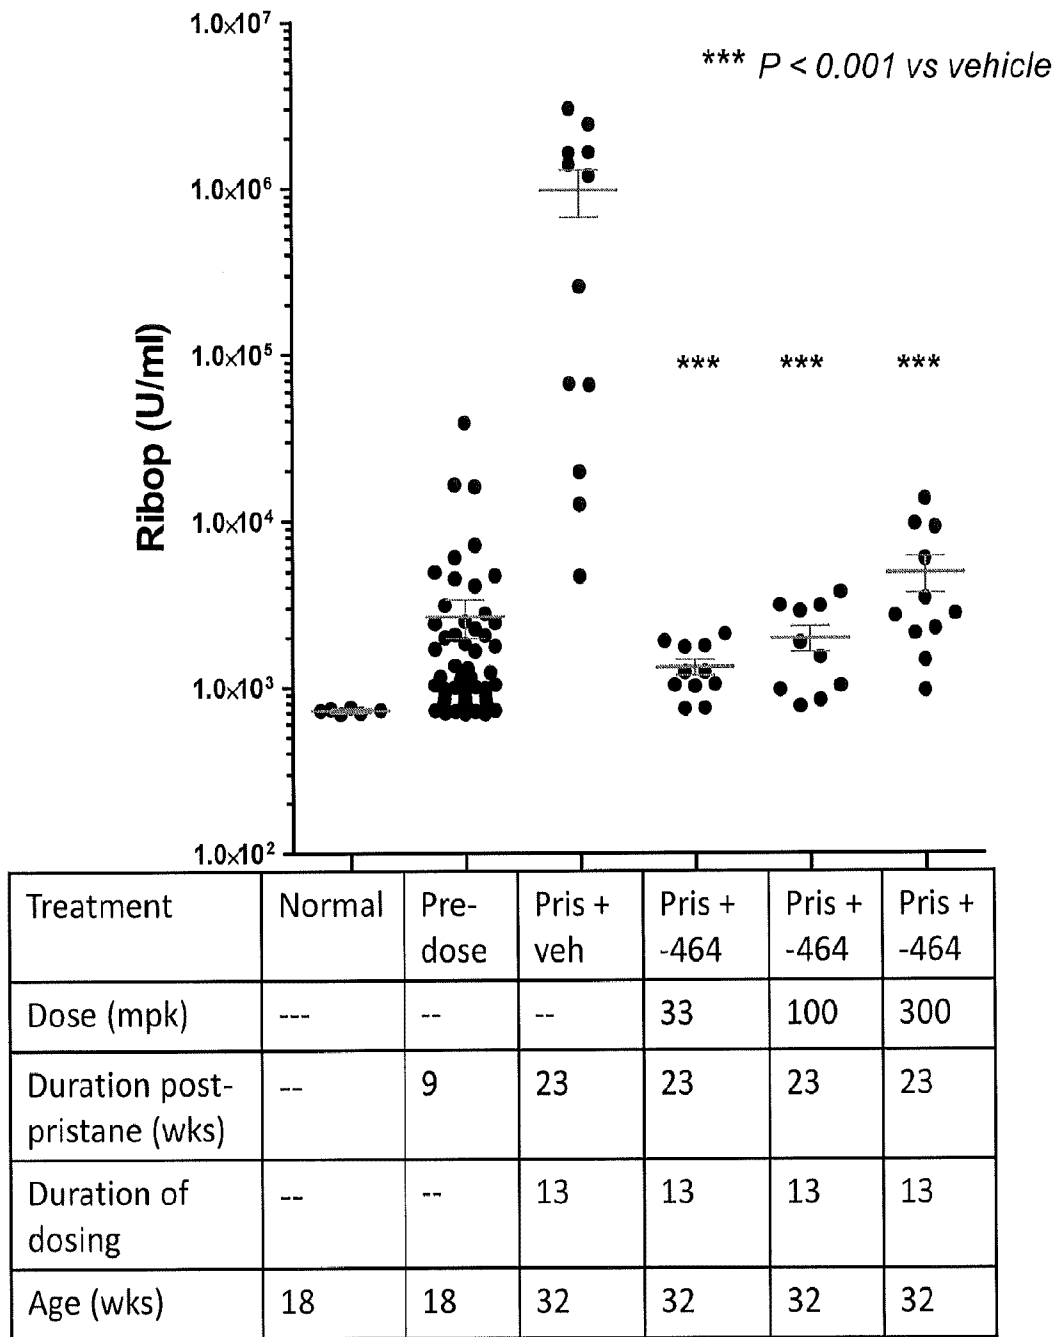 1.0×10⁷
*** P < 0.001 vs vehicle
1.0×10⁶
1.0×10⁵
*** *** ***
Ribop (U/ml)
1.0×10⁴
1.0×10³
1.0×10²
Treatment Normal Pre- Pris + Pris + Pris + Pris +
dose veh -464 -464 -464
Dose (mpk) --- -- -- 33 100 300
Duration post- -- 9 23 23 23 23
pristane (wks)
Duration of -- -- 13 13 13 13
dosing
Age (wks) 18 18 32 32 32 32